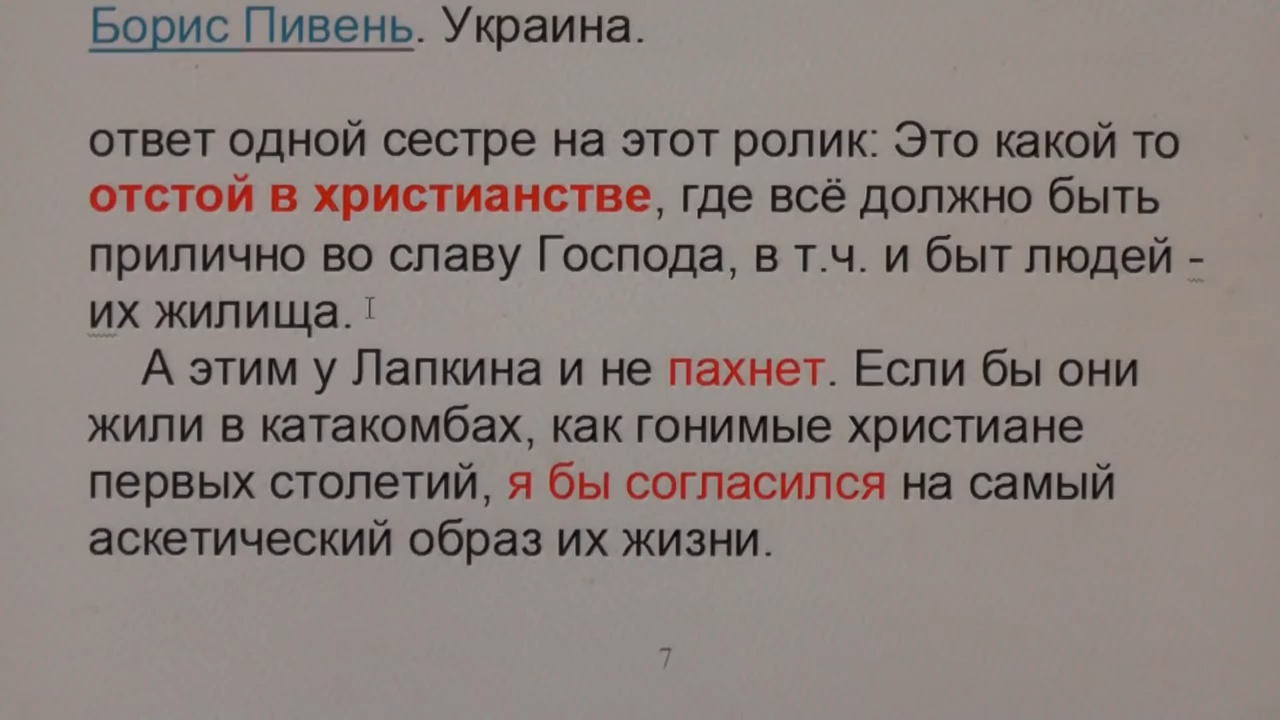 Борис Пивень. Украина.
ответ одной сестре на этот ролик: Это какой то
отстой в христианстве, где всё должно быть
прилично во славу Господа, в т.ч. и быт людей -
их жилища.
А этим у Лапкина и не пахнет. Если бы они
жили в катакомбах, как гонимые христиане
первых столетий, я бы согласился на самый
аскетический образ их жизни.
7